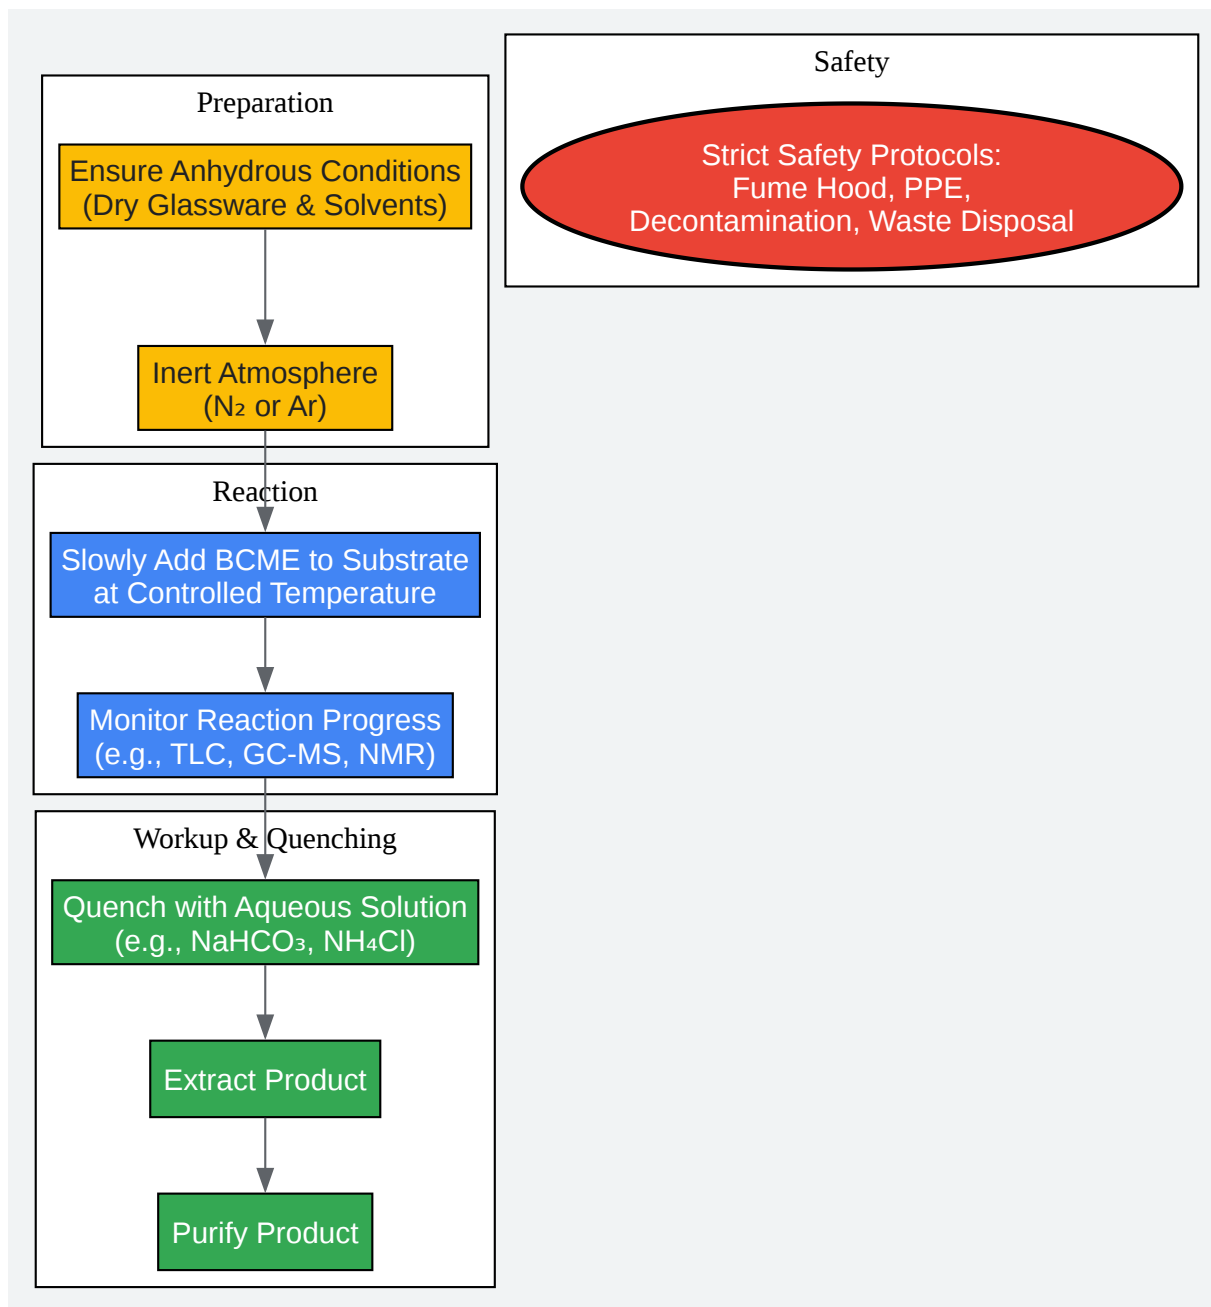 Preparation
Ensure Anhydrous Conditions
(Dry Glassware & Solvents)
Inert Atmosphere
(N₂ or Ar)
Reaction
Slowly Add BCME to Substrate
at Controlled Temperature
Monitor Reaction Progress
(e.g., TLC, GC-MS, NMR)
Workup & Quenching
Quench with Aqueous Solution
(e.g., NaHCO₃, NH₄Cl)
Extract Product
Purify Product
Safety
Strict Safety Protocols:
Fume Hood, PPE,
Decontamination, Waste Disposal